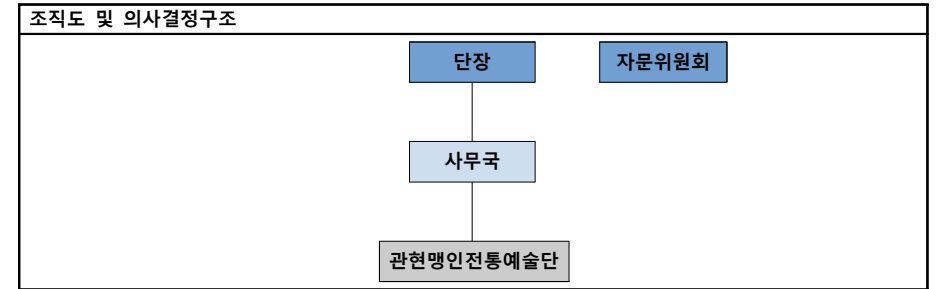 조직도 및 의사결정구조
단장
자문위원회
사무국
관현맹인전통예술단